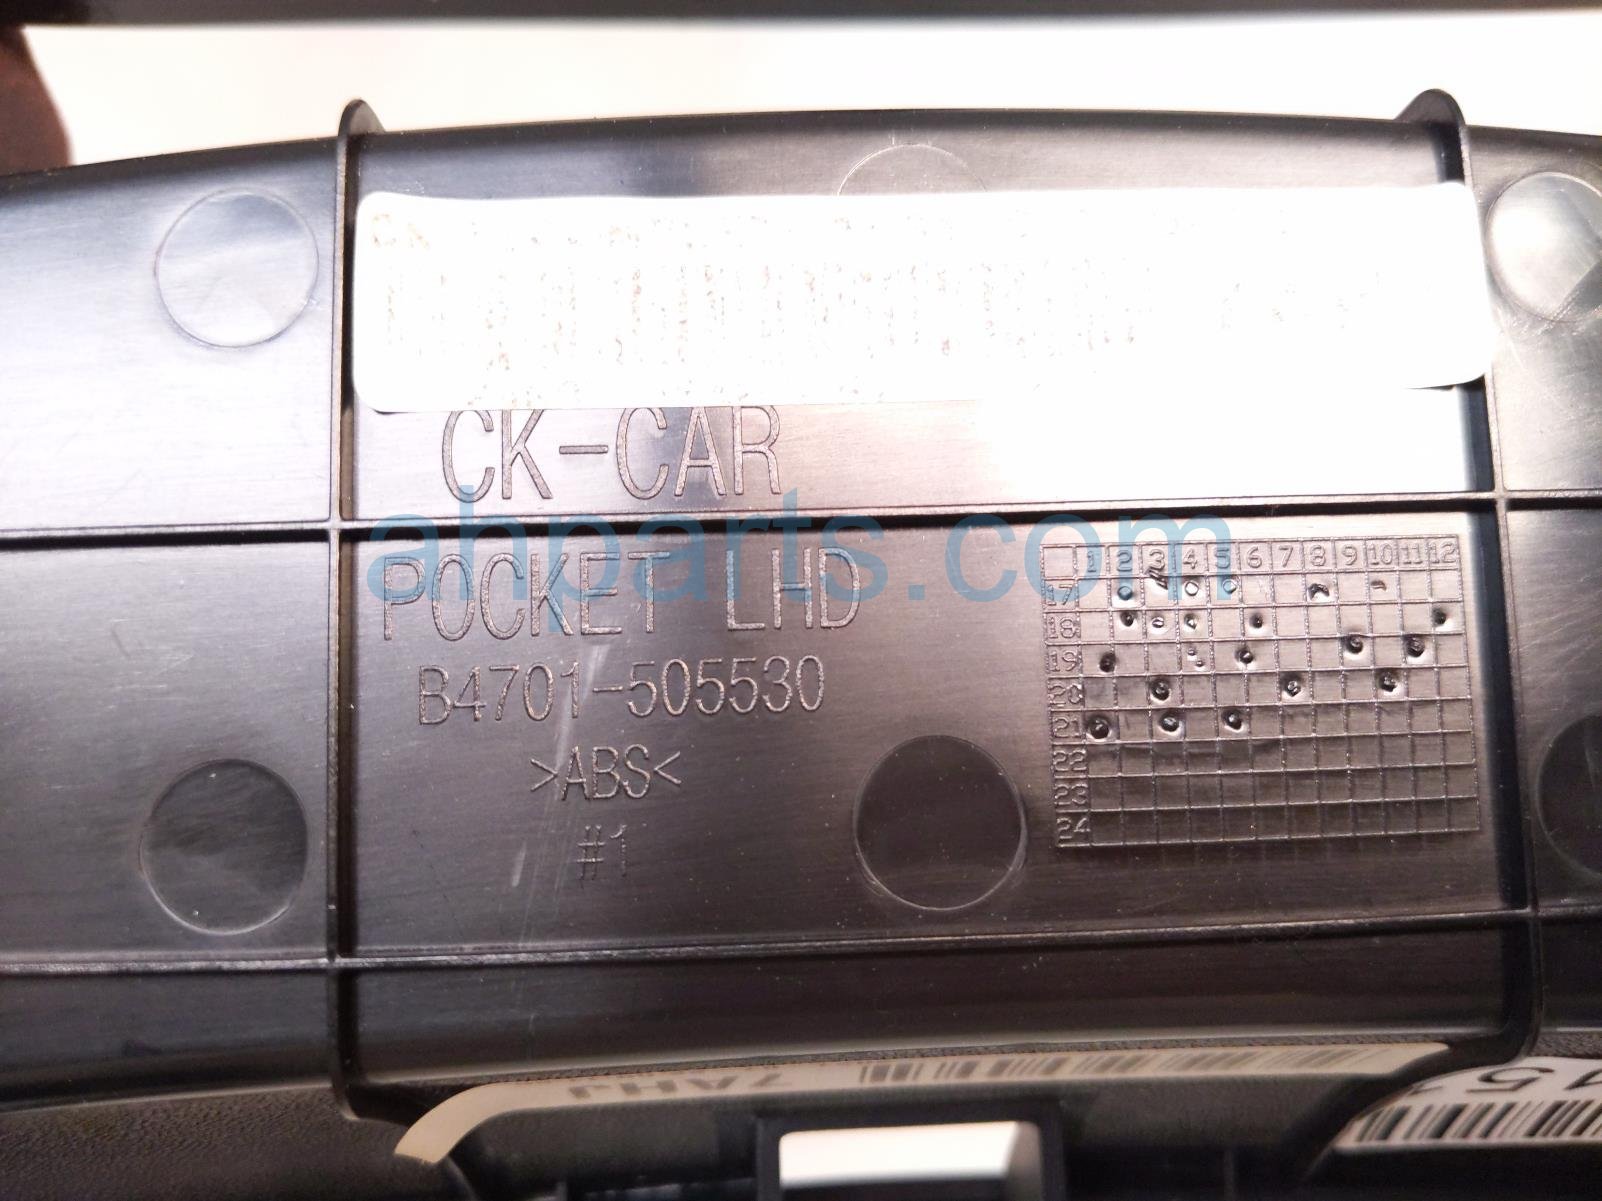 CK-CAR
POCKET LHD
B4701-505530
>ABS<
#1
1 2 3 4 5 6 7 8 9 10 11 12
17
18
19
20
21
22
23
24
ahparts.com
7AHJ